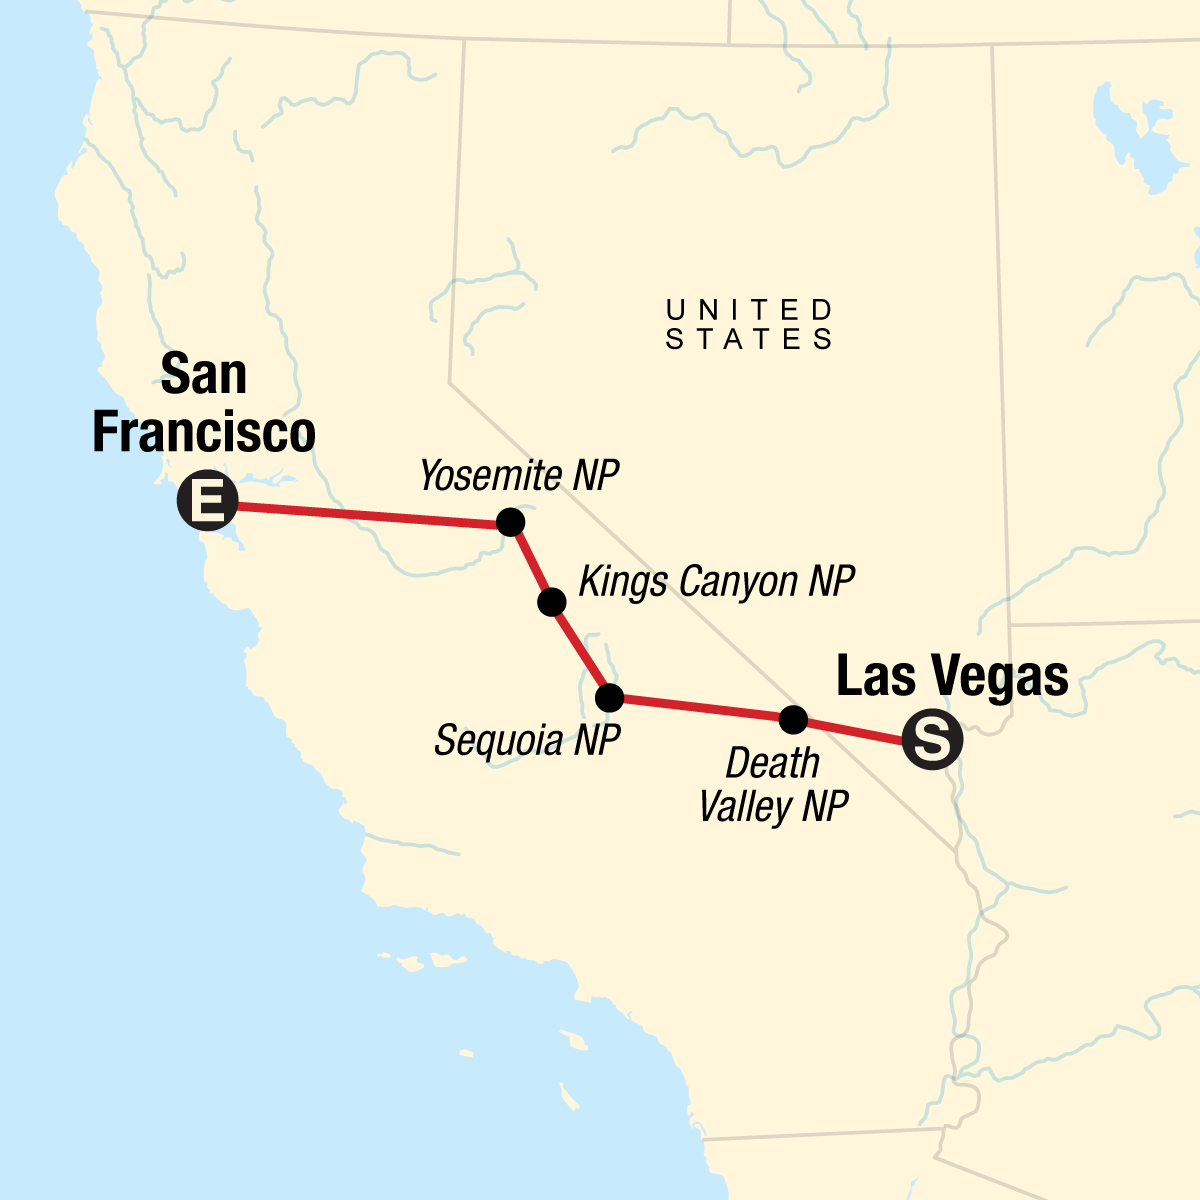 UNITED
STATES
San
Francisco
E
Yosemite NP
Kings Canyon NP
Las Vegas
S
Sequoia NP
Death
Valley NP